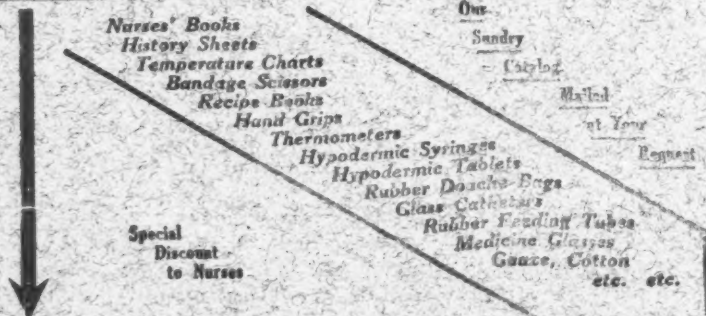 Nurses' Books
History Sheets
Temperature Charts
Bandage Scissors
Recipe Books
Hand Grips
Thermometers
Hypodermic Syringes
Hypodermic Tablets
Rubber Douche Bags
Glass Catheters
Rubber Feeding Tubes
Medicine Glasses
Gauze, Cotton
etc. etc.
Our
Sundry
Catalog
Mailed
at Your
Request
Special
Discount
to Nurses